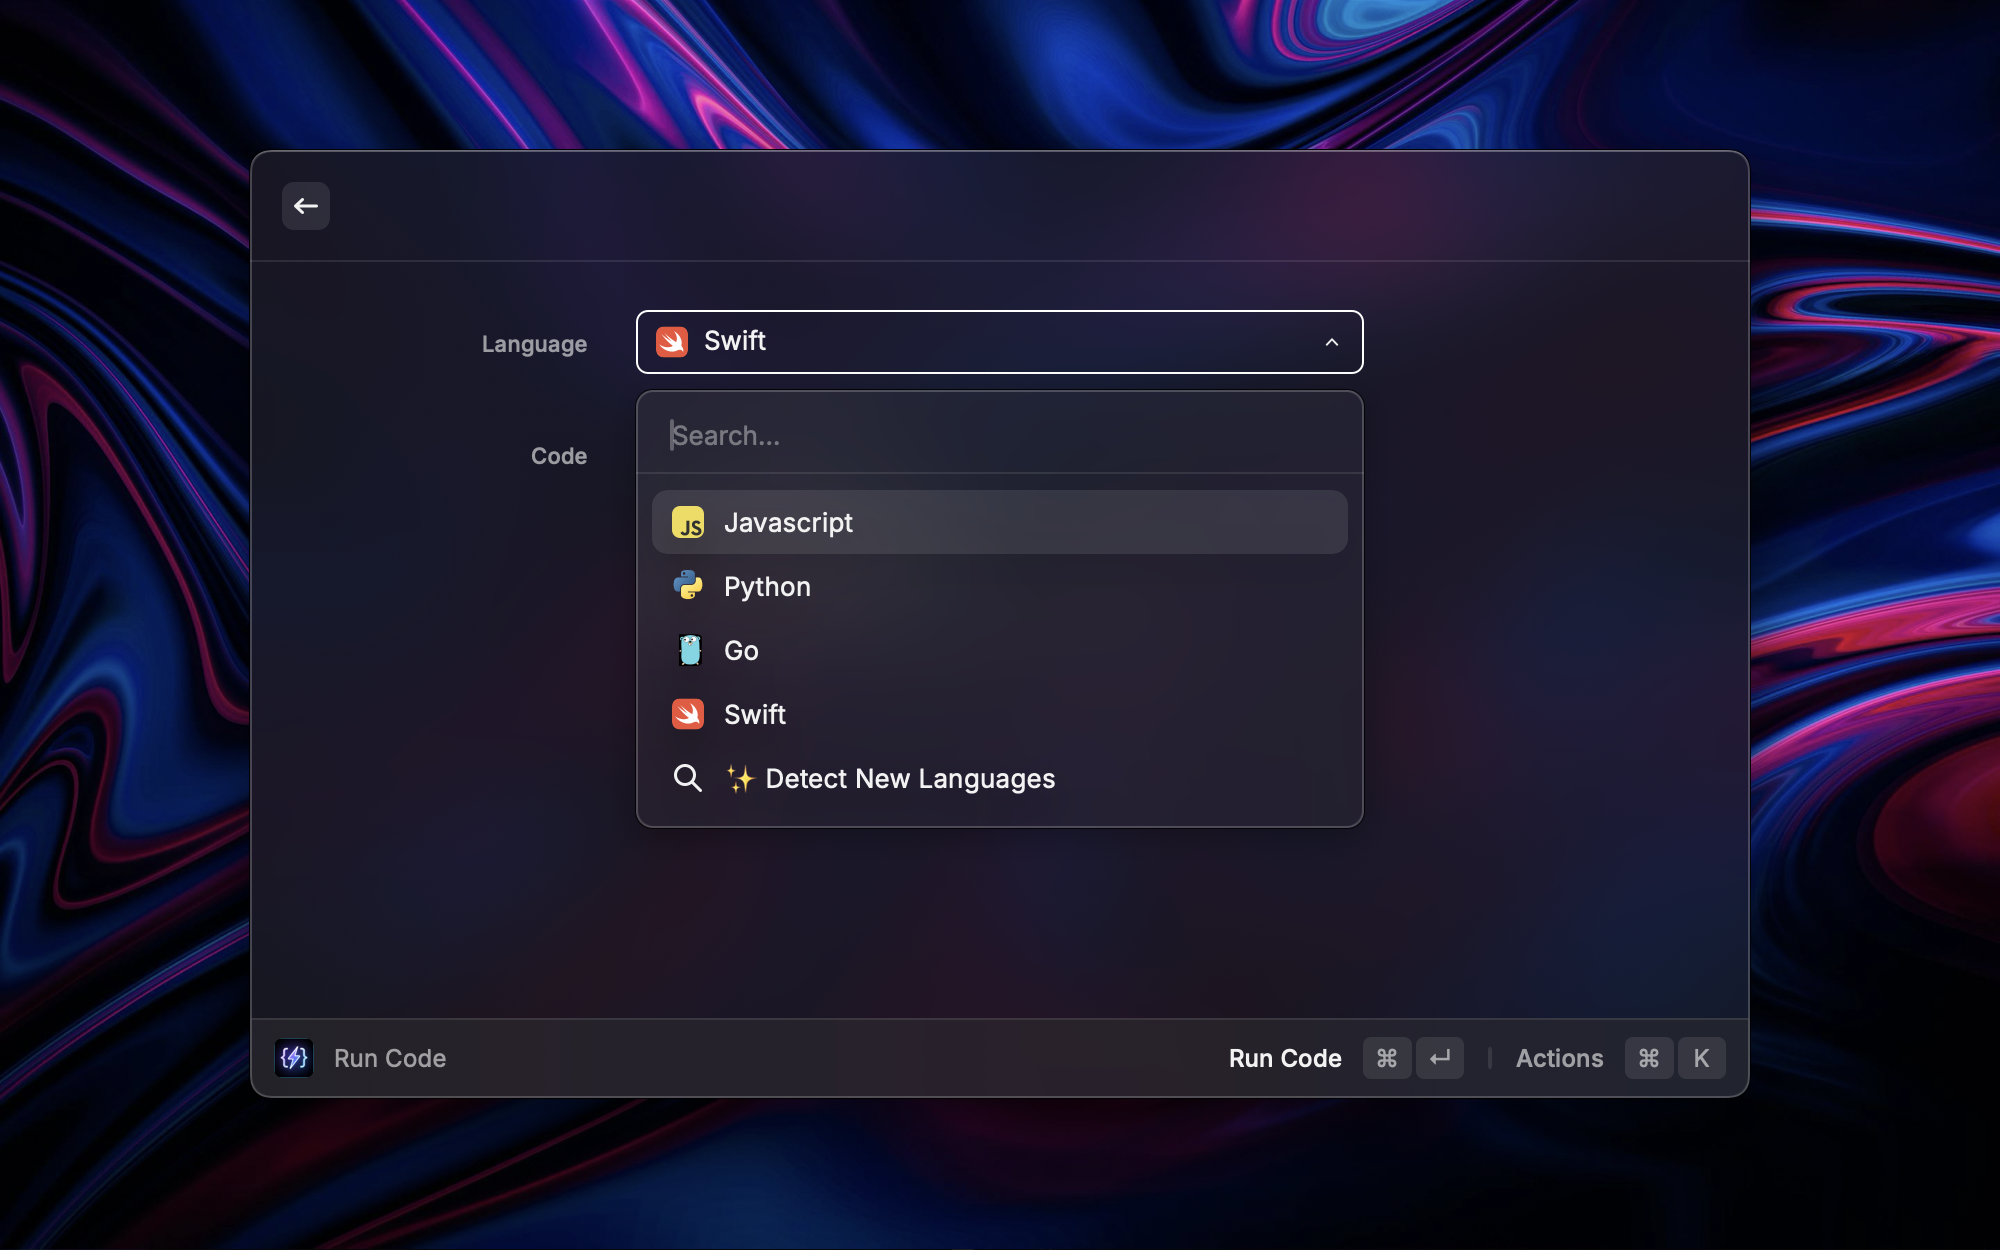 Language
Swift
Search...
Code
JS
Javascript
Python
Go
Swift
✨ Detect New Languages
Run Code
Run Code ⌘ ↵ Actions ⌘ K